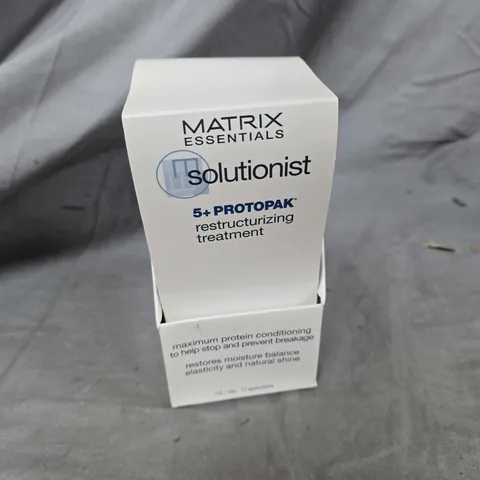 MATRIX
ESSENTIALS
solutionist
5+ PROTOPAK
restructurizing
treatment
maximum protein conditioning
to help stop and prevent breakage
restores moisture balance
elasticity and natural shine